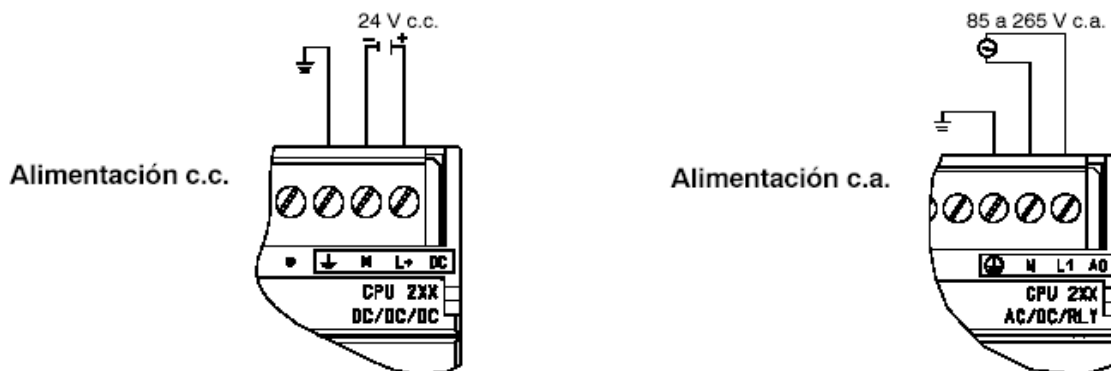 24 V c.c.
- +
Alimentación c.c.
M L+ DC
CPU 2XX
DC/DC/DC
85 a 265 V c.a.
Alimentación c.a.
N L1 AC
CPU 2XX
AC/DC/RLY